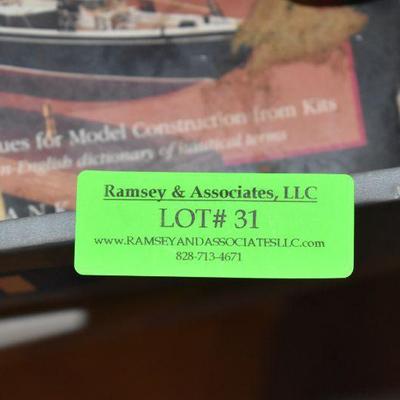 ues for Model Construction from Kits
English dictionary of nautical terms
Ramsey & Associates, LLC
LOT# 31
www.RAMSEYANDASSOCIATESLLC.com
828-713-4671